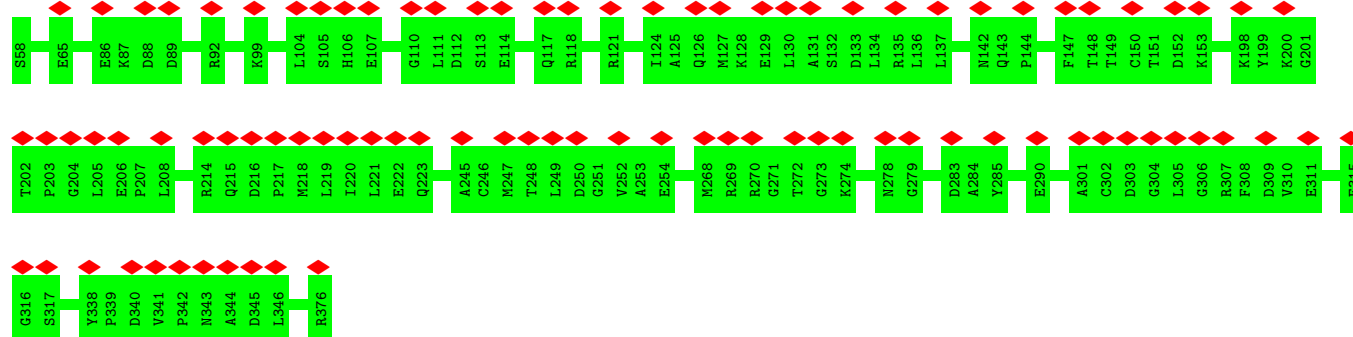 S58 E65 E86 K87 D88 D89 R92 K99 L104 S105 H106 E107 G110 L111 D112 S113 E114 Q117 R118 R121 I124 A125 Q126 M127 K128 E129 L130 A131 S132 D133 L134 R135 L136 L137 N142 Q143 P144 F147 T148 T149 C150 T151 D152 K153 K198 Y199 K200 G201
T202 P203 G204 L205 E206 P207 L208 R214 Q215 D216 P217 M218 L219 I220 L221 E222 Q223 A245 C246 M247 T248 L249 D250 G251 V252 A253 E254 M268 R269 R270 G271 T272 G273 K274 N278 G279 D283 A284 Y285 E290 A301 C302 D303 G304 L305 G306 R307 F308 D309 V310 E311
G316 S317 Y338 P339 D340 V341 P342 N343 A344 D345 L346 R376